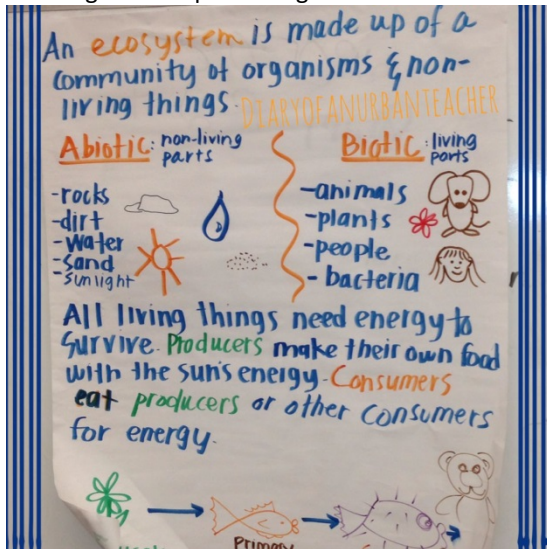 An ecosystem is made up of a
community of organisms & non-
living things.
DIARYOFANURBANTEACHER
Abiotic: non-living
parts
-rocks
-dirt
-water
-sand
-sunlight
Biotic: living
parts
-animals
-plants
-people
-bacteria
All living things need energy to
survive. Producers make their own food
with the sun's energy. Consumers
eat producers or other consumers
for energy.
Primary